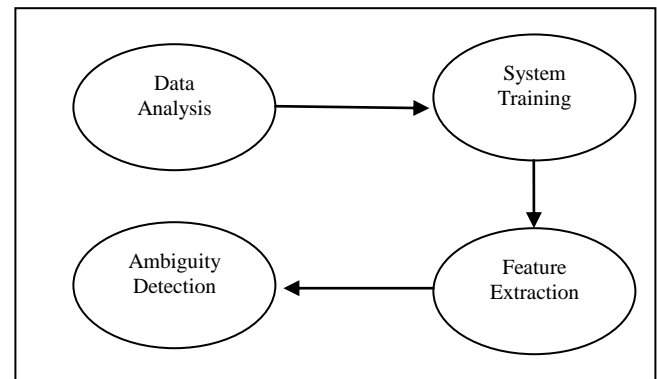 Data
Analysis
System
Training
Feature
Extraction
Ambiguity
Detection